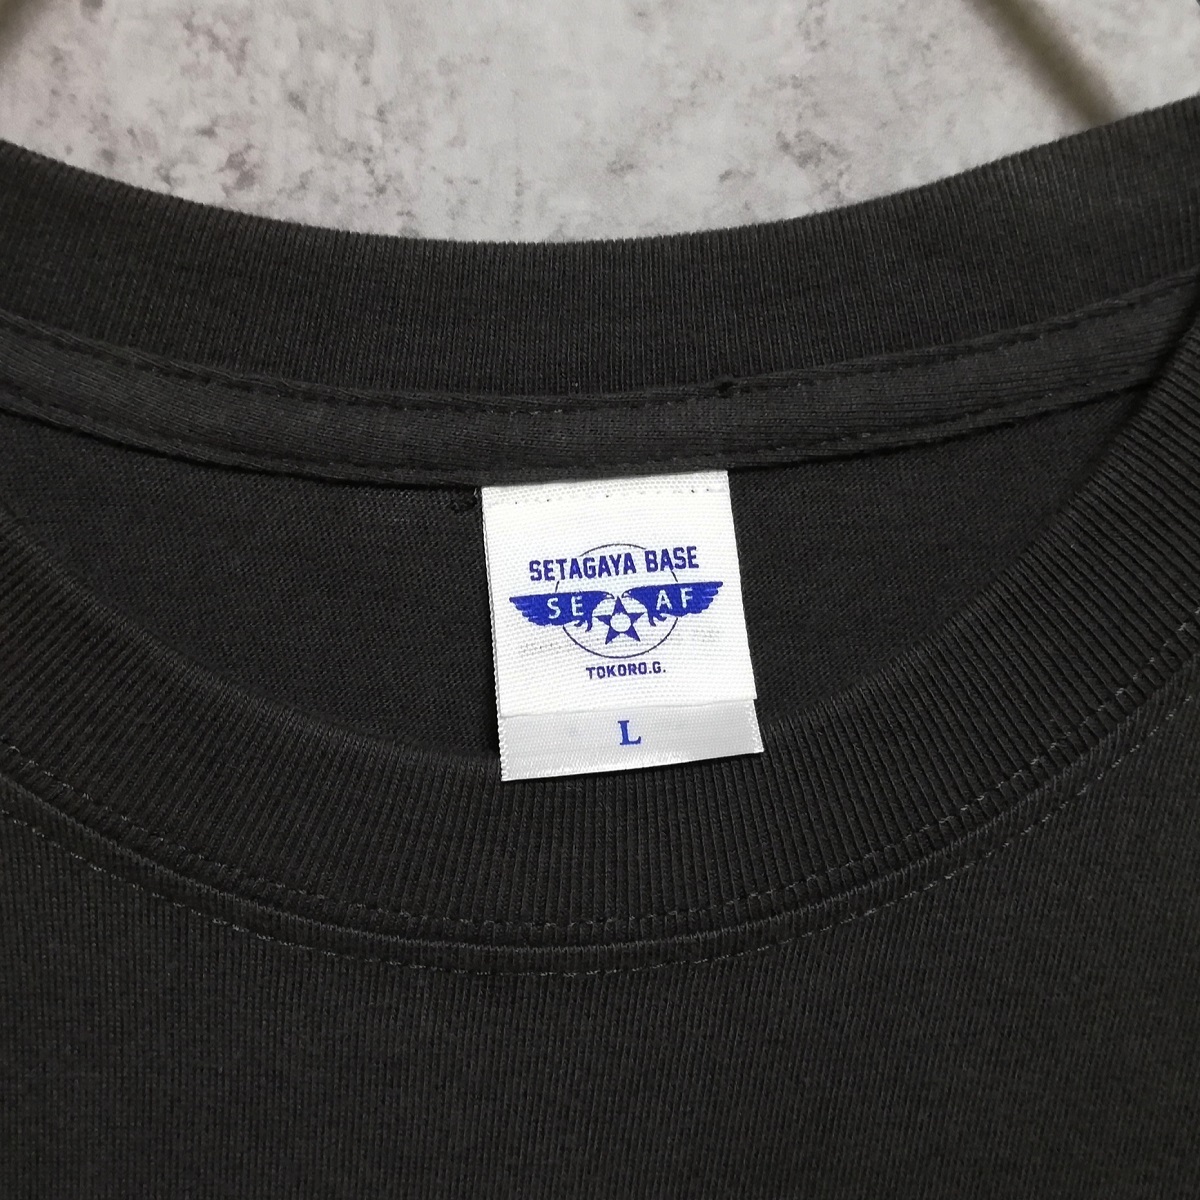 SETAGAYA BASE
SE AF
TOKORO.G.
L